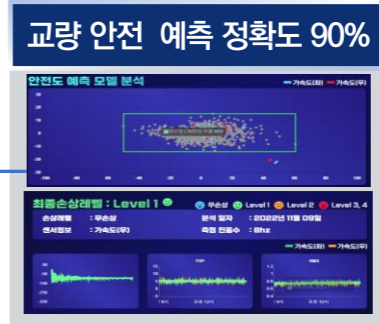 교량 안전 예측 정확도 90%
안전도 예측 모델 분석
가속도(좌) 가속도(우)
최종손상레벨 : Level 1
무손상 Level 1 Level 2 Level 3, 4
손상레벨 : 무손상
분석 일자 : 2022년 11월 09일
센서정보 : 가속도(우)
측정 진동수 : 8hz
가속도(좌) 가속도(우)